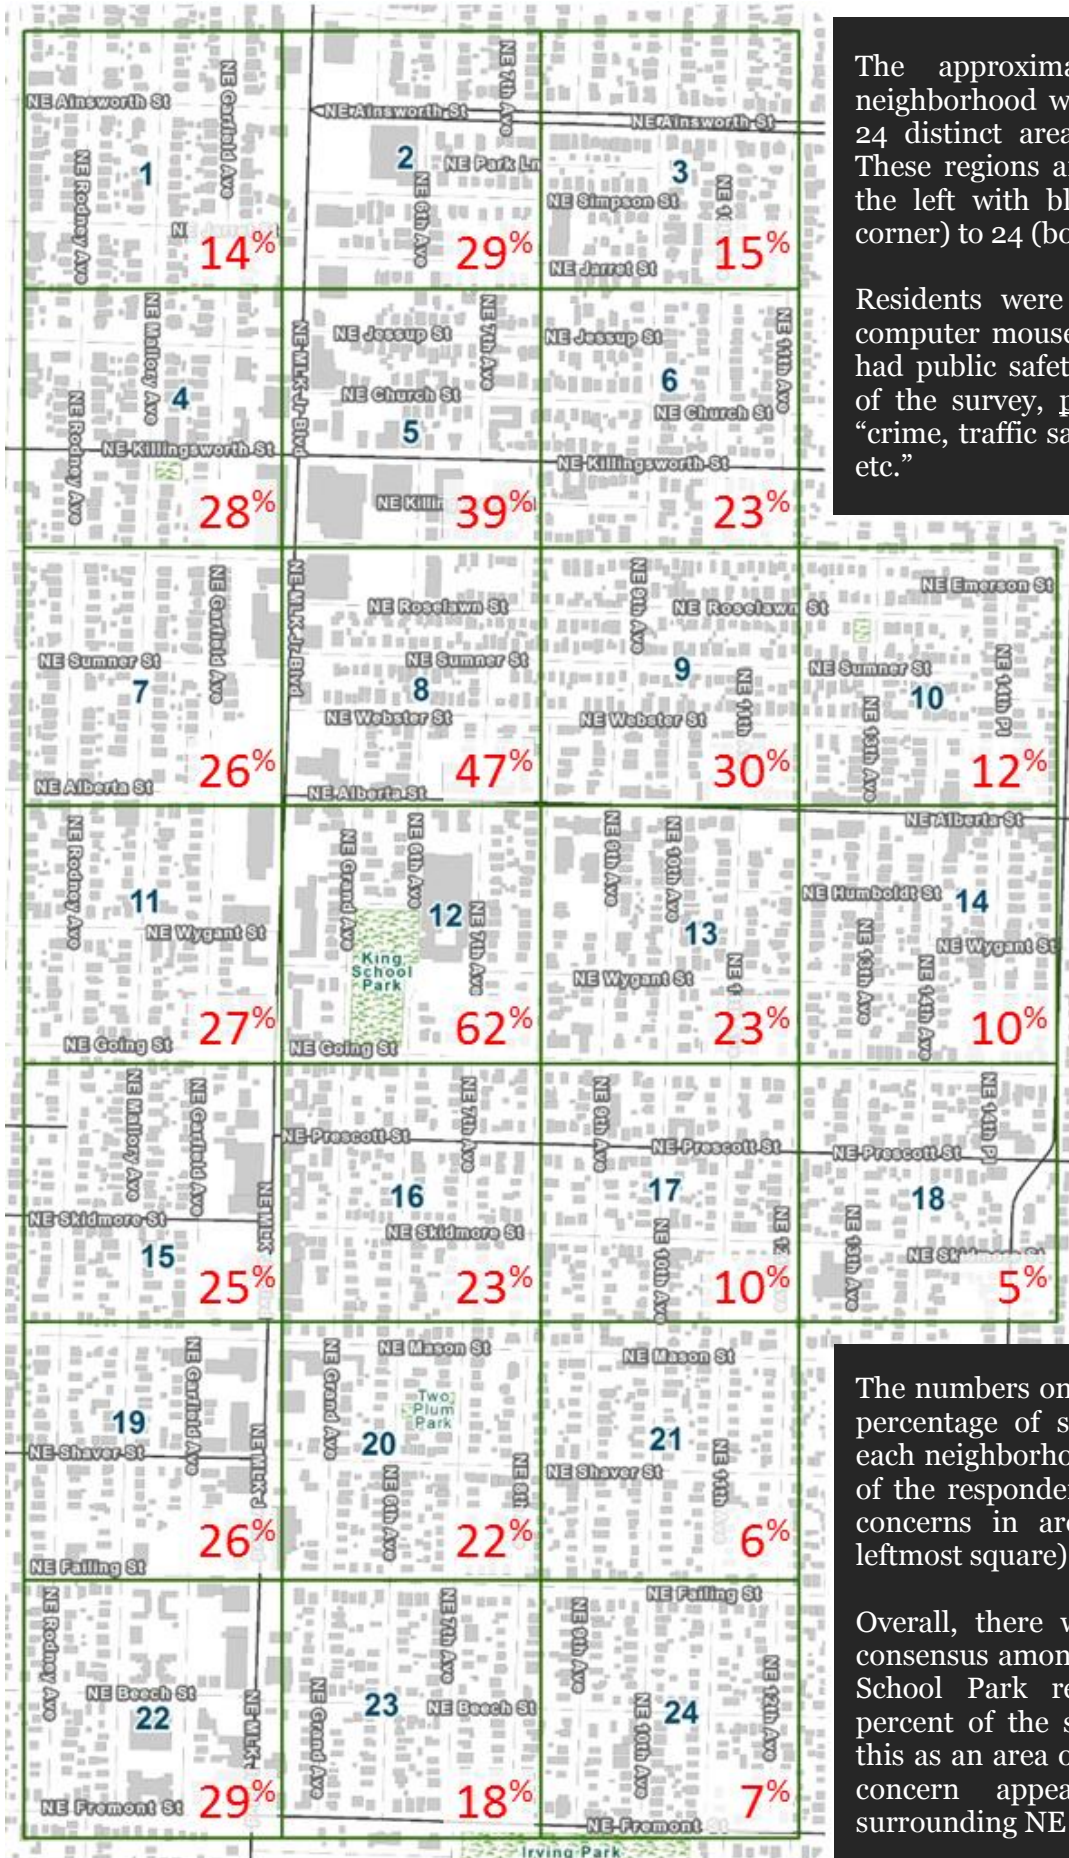 The approxima
neighborhood w
24 distinct area
These regions a
the left with bl
corner) to 24 (bo
Residents were
computer mouse
had public safet
of the survey, p
"crime, traffic sa
etc."
NE Ainsworth St
NE Garfield Ave
NE Rodney Ave
1
14%
NE 7th Ave
NE Ainsworth St
2
NE Park Ln
NE 6th Ave
29%
NE Ainsworth St
3
NE Simpson St
NE Jarret St
15%
NE Mallory Ave
4
NE Rodney Ave
NE Killingsworth St
28%
NE MLK Jr Blvd
NE Jessup St
NE 7th Ave
NE Church St
5
NE Killin
39%
NE Jessup St
NE 11th Ave
6
NE Church St
NE Killingsworth St
23%
NE Garfield Ave
NE Sumner St
7
NE Alberta St
26%
NE MLK Jr Blvd
NE Roselawn St
NE Sumner St
8
NE Webster St
NE Alberta St
47%
NE 9th Ave
NE Roselawn St
9
NE 11th
NE Webster St
30%
NE Emerson St
NE Sumner St
NE 14th Pl
10
NE 13th Ave
12%
NE Rodney Ave
11
NE Wygant St
NE Going St
27%
NE Grand Ave
NE 6th Ave
12
NE 7th Ave
King
School
Park
NE Going St
62%
NE 9th Ave
NE 10th Ave
13
NE Wygant St
23%
NE Alberta St
NE Humboldt St
14
NE 13th Ave
NE Wygant St
NE 14th Ave
10%
NE Mallory Ave
NE Garfield Ave
NE MLK
NE Skidmore St
15
25%
NE 7th Ave
NE Prescott St
16
NE Skidmore St
23%
NE 9th Ave
NE Prescott St
17
NE 10th Ave
NE 12
10%
NE 14th Pl
NE Prescott St
18
NE 13th Ave
NE Skidmore St
5%
NE Garfield Ave
19
NE Shaver St
NE MLK J
NE Failing St
26%
NE Mason St
NE Grand Ave
Two
Plum
Park
20
NE 6th Ave
NE 8th
22%
NE Mason St
21
NE Shaver St
NE 11th
6%
NE Rodney Ave
NE Beech St
22
NE MLK
NE Fremont St
29%
NE 7th Ave
23
NE Beech St
NE Grand Ave
18%
NE Failing St
NE 9th Ave
NE 12th Ave
24
NE 10th Ave
NE Fremont St
7%
Irving Park
The numbers on
percentage of s
each neighborho
of the responde
concerns in are
leftmost square)
Overall, there w
consensus amon
School Park re
percent of the s
this as an area o
concern appea
surrounding NE